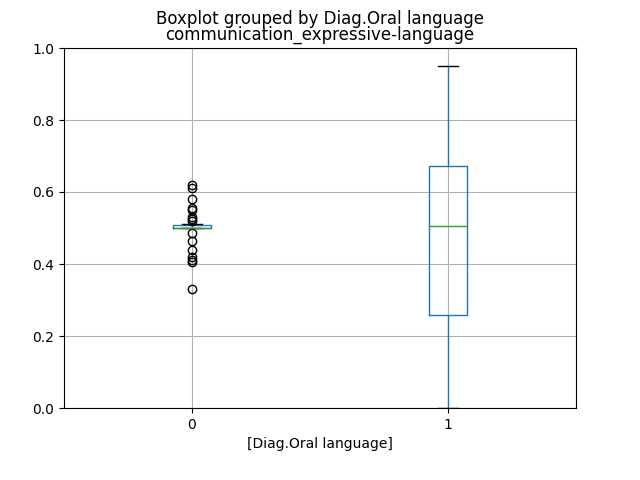 Boxplot grouped by Diag.Oral language
communication_expressive-language
1.0
0.8
0.6
0.4
0.2
0.0
0 1
[Diag.Oral language]